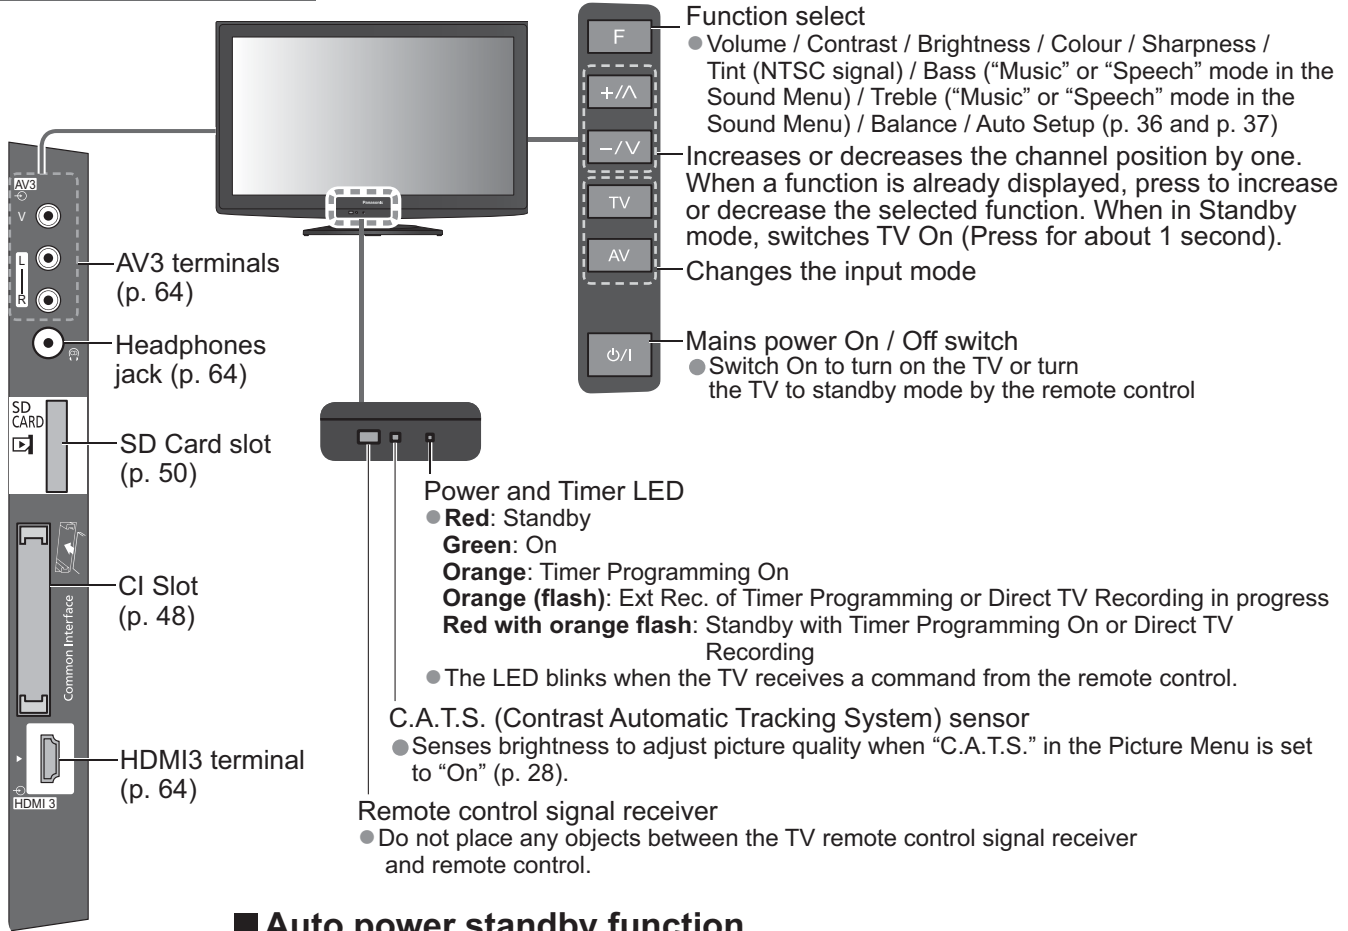 Function select
● Volume / Contrast / Brightness / Colour / Sharpness /
Tint (NTSC signal) / Bass (“Music” or “Speech” mode in the
Sound Menu) / Treble (“Music” or “Speech” mode in the
Sound Menu) / Balance / Auto Setup (p. 36 and p. 37)
Increases or decreases the channel position by one.
When a function is already displayed, press to increase
or decrease the selected function. When in Standby
mode, switches TV On (Press for about 1 second).
Changes the input mode
Mains power On / Off switch
● Switch On to turn on the TV or turn
the TV to standby mode by the remote control
F
+/∧
−/∨
TV
AV
⏻/I
Panasonic
AV3
V
L
R
AV3 terminals
(p. 64)
Headphones
jack (p. 64)
SD
CARD
SD Card slot
(p. 50)
CI Slot
(p. 48)
Common Interface
HDMI3 terminal
(p. 64)
HDMI 3
Power and Timer LED
● Red: Standby
Green: On
Orange: Timer Programming On
Orange (flash): Ext Rec. of Timer Programming or Direct TV Recording in progress
Red with orange flash: Standby with Timer Programming On or Direct TV
Recording
● The LED blinks when the TV receives a command from the remote control.
C.A.T.S. (Contrast Automatic Tracking System) sensor
● Senses brightness to adjust picture quality when “C.A.T.S.” in the Picture Menu is set
to “On” (p. 28).
Remote control signal receiver
● Do not place any objects between the TV remote control signal receiver
and remote control.
■ Auto power standby function